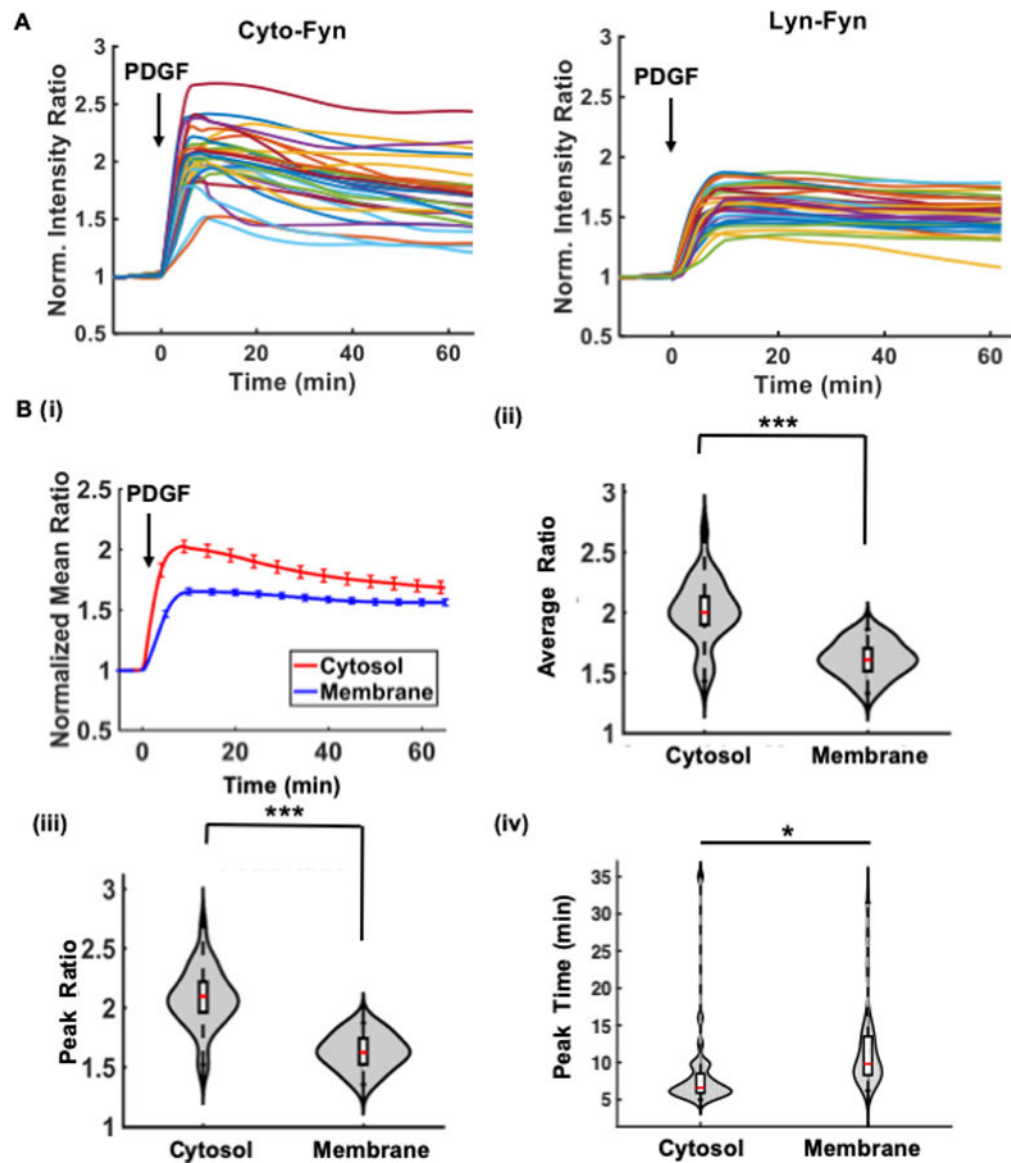 A
Cyto-Fyn
Norm. Intensity Ratio
3
2.5
2
1.5
1
0.5
PDGF
0 20 40 60
Time (min)
Lyn-Fyn
Norm. Intensity Ratio
3
2.5
2
1.5
1
0.5
PDGF
0 20 40 60
Time (min)
B (i)
Normalized Mean Ratio
2.5
2
1.5
1
0.5
PDGF
Cytosol
Membrane
0 20 40 60
Time (min)
(ii)
***
Average Ratio
3
2.5
2
1.5
1
Cytosol Membrane
(iii)
***
Peak Ratio
3
2.5
2
1.5
1
Cytosol Membrane
(iv)
*
Peak Time (min)
35
30
25
20
15
10
5
Cytosol Membrane